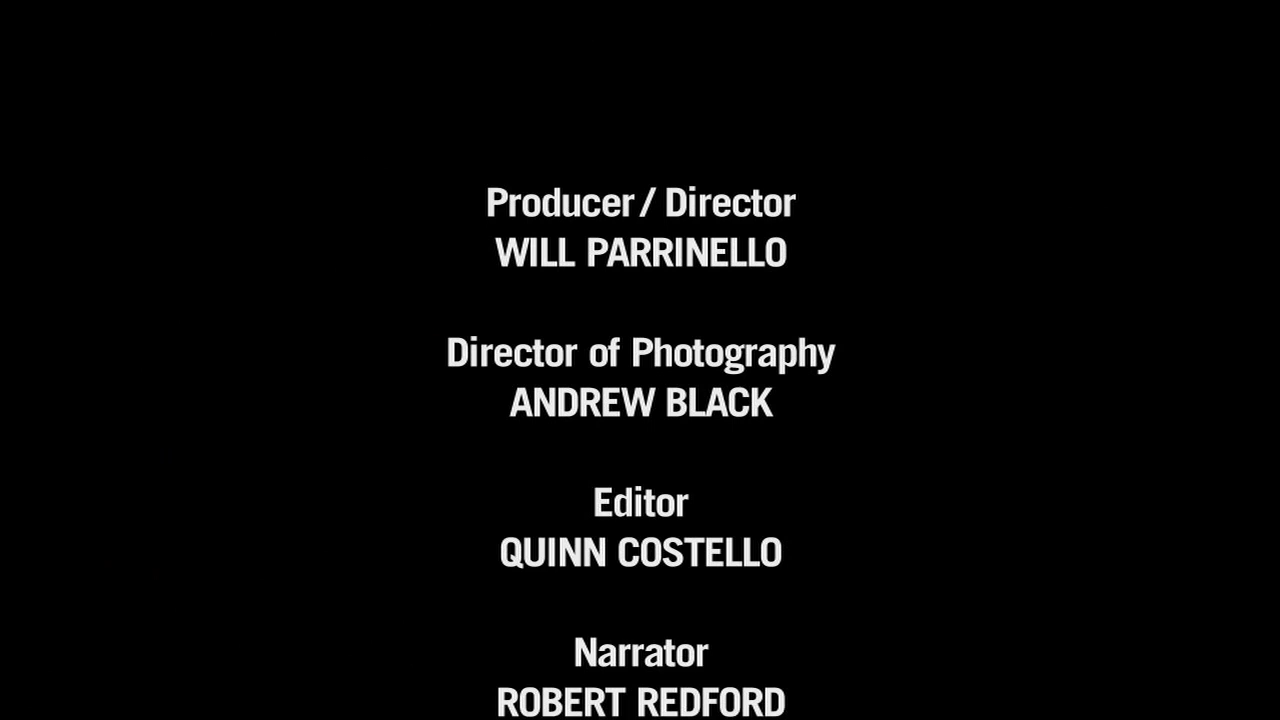 Producer / Director
WILL PARRINELLO
Director of Photography
ANDREW BLACK
Editor
QUINN COSTELLO
Narrator
ROBERT REDFORD